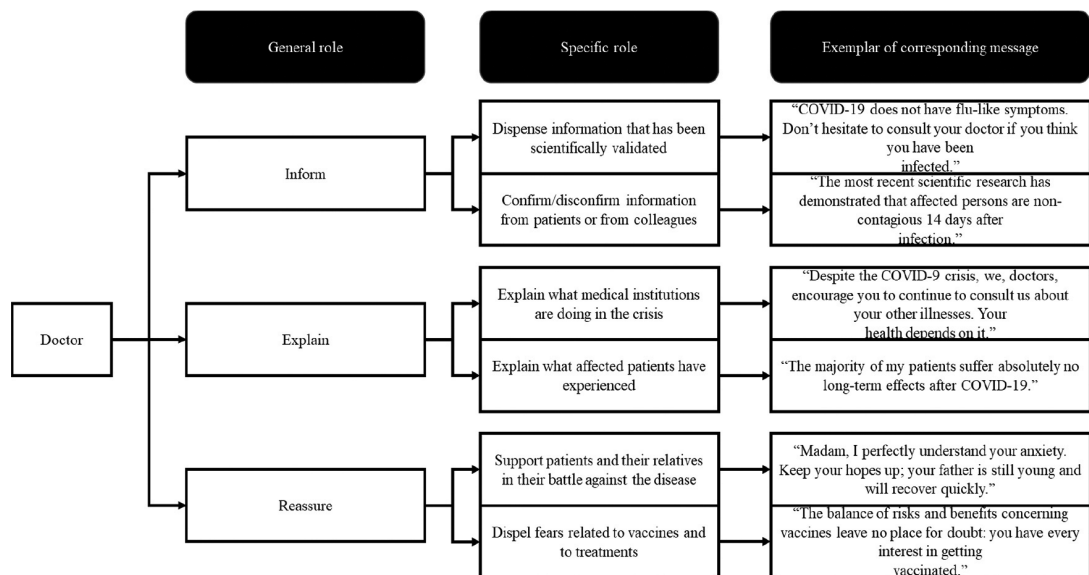 General role
Specific role
Exemplar of corresponding message
Doctor
Inform
Dispense information that has been
scientifically validated
“COVID-19 does not have flu-like symptoms.
Don’t hesitate to consult your doctor if you think
you have been
infected.”
Confirm/disconfirm information
from patients or from colleagues
“The most recent scientific research has
demonstrated that affected persons are non-
contagious 14 days after
infection.”
Explain
Explain what medical institutions
are doing in the crisis
“Despite the COVID-9 crisis, we, doctors,
encourage you to continue to consult us about
your other illnesses. Your
health depends on it.”
Explain what affected patients have
experienced
“The majority of my patients suffer absolutely no
long-term effects after COVID-19.”
Reassure
Support patients and their relatives
in their battle against the disease
“Madam, I perfectly understand your anxiety.
Keep your hopes up; your father is still young and
will recover quickly.”
Dispel fears related to vaccines and
to treatments
“The balance of risks and benefits concerning
vaccines leave no place for doubt: you have every
interest in getting
vaccinated.”